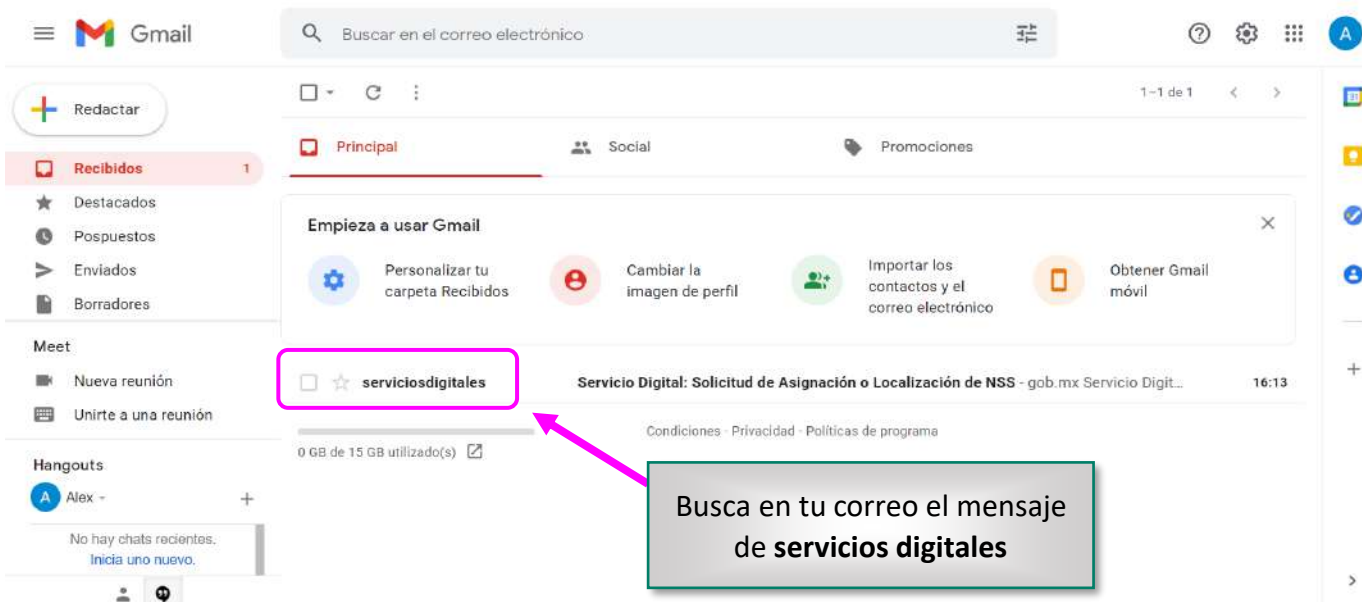 Gmail
Buscar en el correo electrónico
A
Redactar
1–1 de 1
Recibidos 1
Destacados
Pospuestos
Enviados
Borradores
Principal
Social
Promociones
Empieza a usar Gmail
Personalizar tu
carpeta Recibidos
Cambiar la
imagen de perfil
Importar los
contactos y el
correo electrónico
Obtener Gmail
móvil
Meet
Nueva reunión
Unirte a una reunión
serviciosdigitales Servicio Digital: Solicitud de Asignación o Localización de NSS - gob.mx Servicio Digit... 16:13
Condiciones · Privacidad · Políticas de programa
0 GB de 15 GB utilizado(s)
Hangouts
A Alex
No hay chats recientes.
Inicia uno nuevo.
Busca en tu correo el mensaje
de servicios digitales